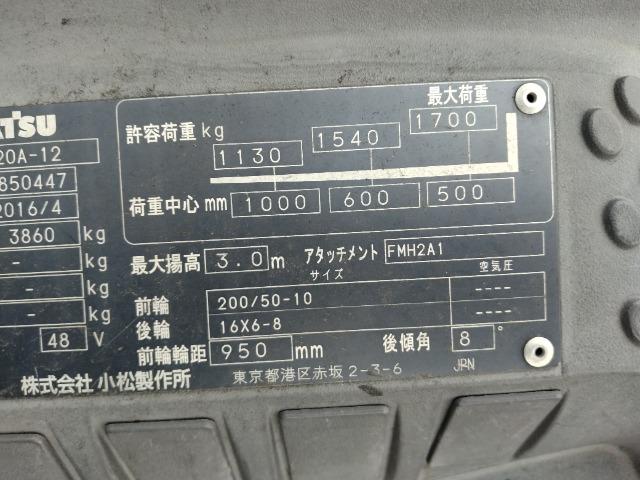 ATSU
20A-12
850447
2016/4
3860 kg
- kg
- kg
48 V
株式会社 小松製作所
最大荷重
許容荷重 kg 1130 1540 1700
荷重中心 mm 1000 600 500
最大揚高 3.0 m アタッチメント FMH2A1
サイズ 空気圧
前輪 200/50-10 ----
後輪 16X6-8 ----
前輪輪距 950 mm 後傾角 8°
東京都港区赤坂 2-3-6 JPN